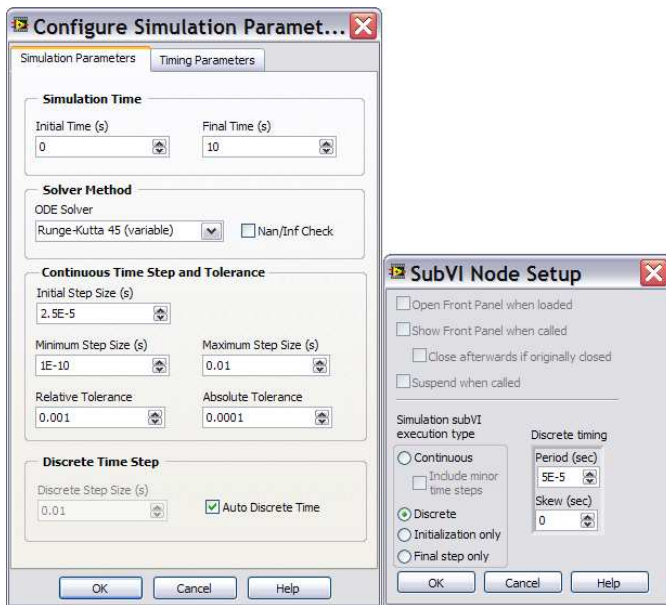 Configure Simulation Paramet...
Simulation Parameters Timing Parameters
Simulation Time
Initial Time (s) Final Time (s)
0 10
Solver Method
ODE Solver
Runge-Kutta 45 (variable) Nan/Inf Check
Continuous Time Step and Tolerance
Initial Step Size (s)
2.5E-5
Minimum Step Size (s) Maximum Step Size (s)
1E-10 0.01
Relative Tolerance Absolute Tolerance
0.001 0.0001
Discrete Time Step
Discrete Step Size (s)
0.01 Auto Discrete Time
OK Cancel Help
SubVI Node Setup
Open Front Panel when loaded
Show Front Panel when called
Close afterwards if originally closed
Suspend when called
Simulation subVI
execution type
Continuous
Include minor
time steps
Discrete
Initialization only
Final step only
Discrete timing
Period (sec)
5E-5
Skew (sec)
0
OK Cancel Help